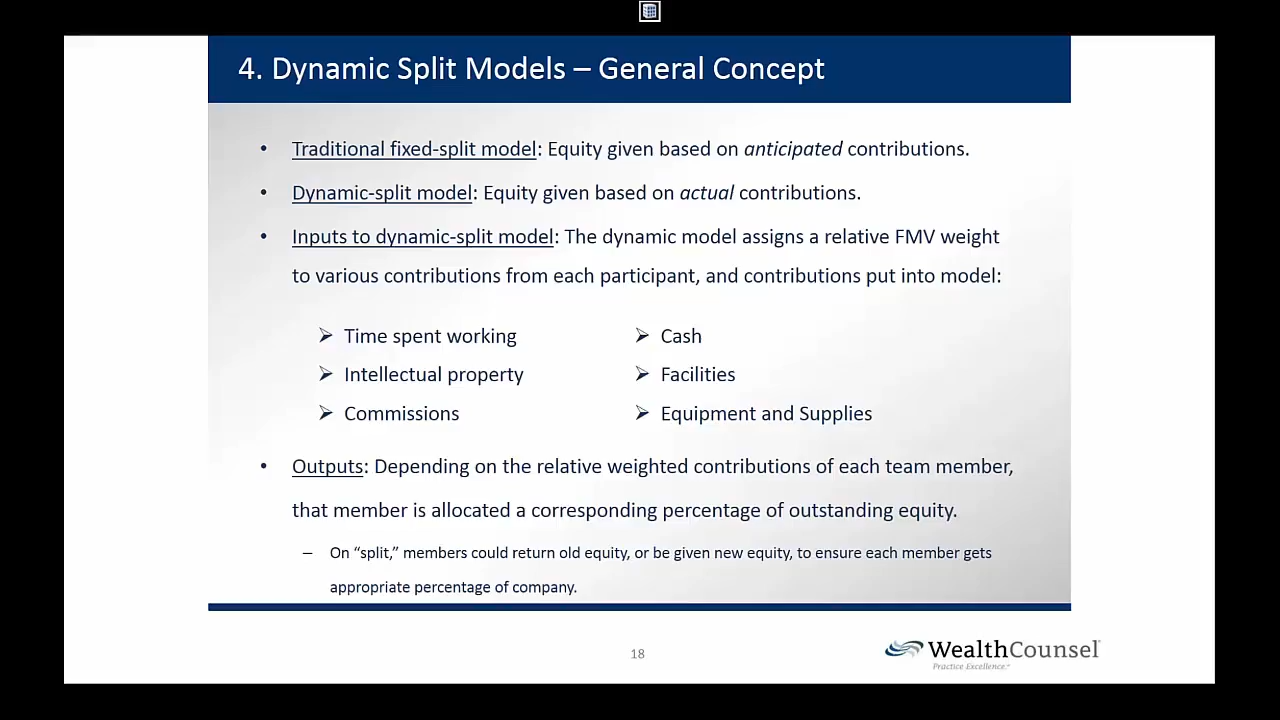 4. Dynamic Split Models – General Concept
• Traditional fixed-split model: Equity given based on anticipated contributions.
• Dynamic-split model: Equity given based on actual contributions.
• Inputs to dynamic-split model: The dynamic model assigns a relative FMV weight
to various contributions from each participant, and contributions put into model:
➢ Time spent working
➢ Intellectual property
➢ Commissions
➢ Cash
➢ Facilities
➢ Equipment and Supplies
• Outputs: Depending on the relative weighted contributions of each team member,
that member is allocated a corresponding percentage of outstanding equity.
– On “split,” members could return old equity, or be given new equity, to ensure each member gets
appropriate percentage of company.
18
WealthCounsel
Practice Excellence.